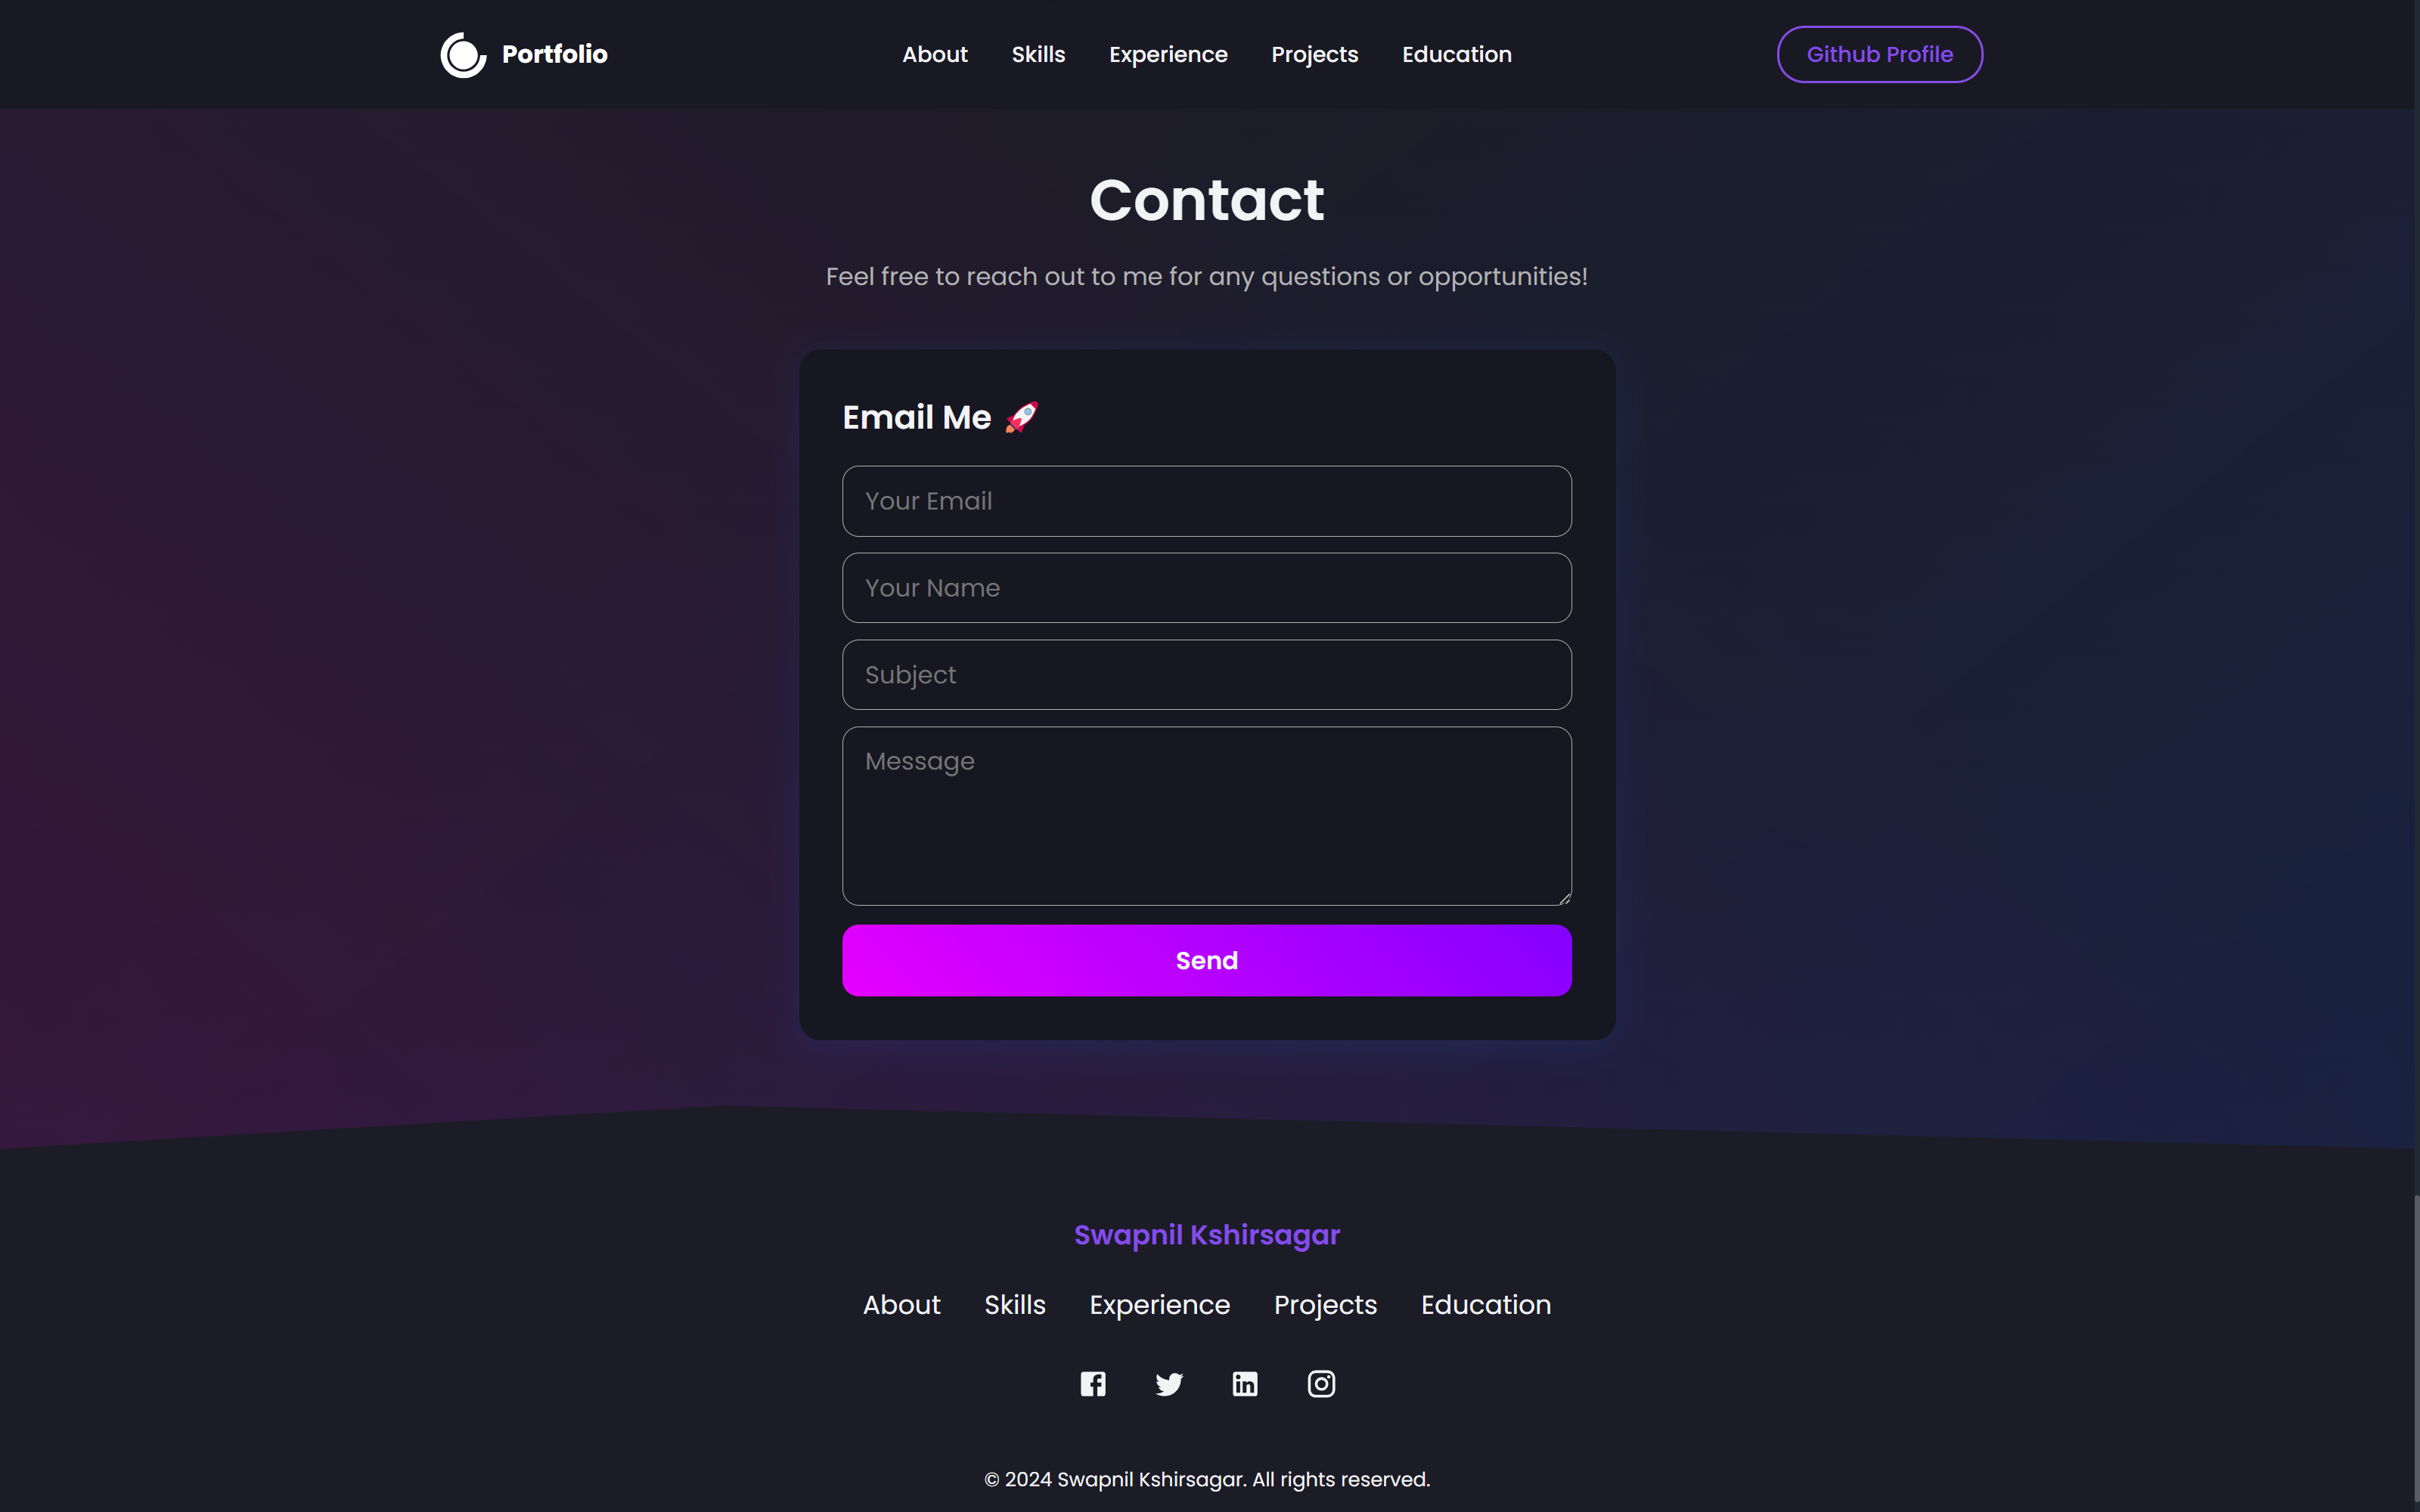 Portfolio About Skills Experience Projects Education Github Profile
Contact
Feel free to reach out to me for any questions or opportunities!
Email Me 🚀
Your Email
Your Name
Subject
Message
Send
Swapnil Kshirsagar
About Skills Experience Projects Education
© 2024 Swapnil Kshirsagar. All rights reserved.